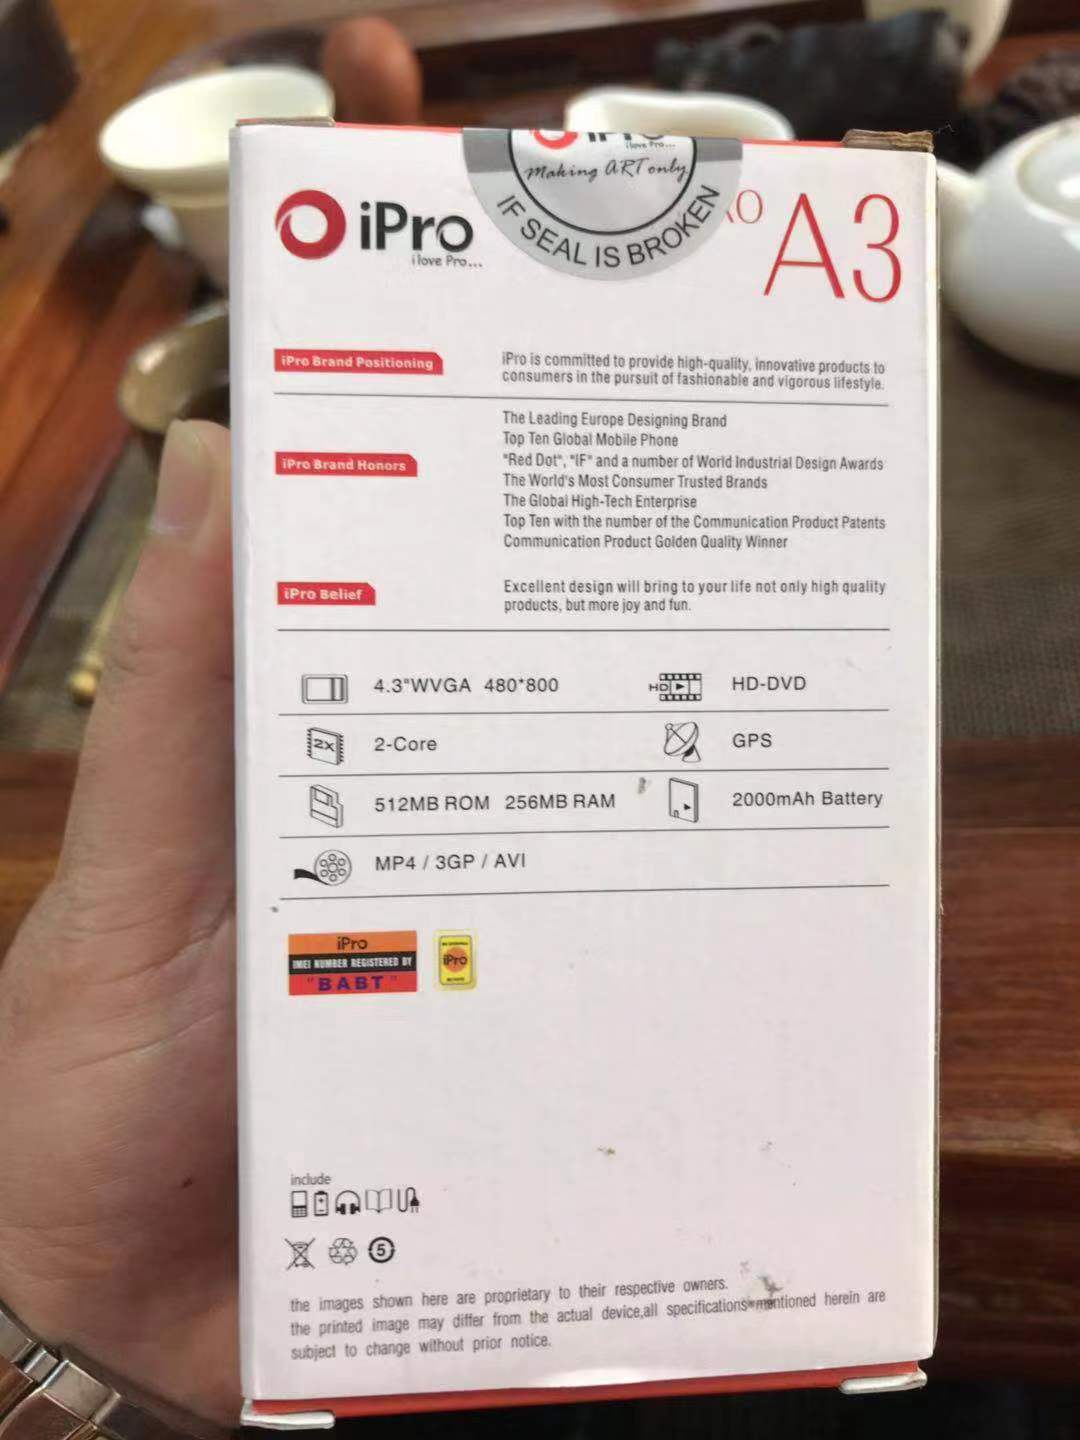 iPro
i love Pro...
Making ART only
IF SEAL IS BROKEN
A3
iPro Brand Positioning
iPro is committed to provide high-quality, innovative products to
consumers in the pursuit of fashionable and vigorous lifestyle.
iPro Brand Honors
The Leading Europe Designing Brand
Top Ten Global Mobile Phone
"Red Dot", "IF" and a number of World Industrial Design Awards
The World's Most Consumer Trusted Brands
The Global High-Tech Enterprise
Top Ten with the number of the Communication Product Patents
Communication Product Golden Quality Winner
iPro Belief
Excellent design will bring to your life not only high quality
products, but more joy and fun.
4.3"WVGA 480*800
HD
HD-DVD
2X
2-Core
GPS
512MB ROM 256MB RAM
2000mAh Battery
MP4 / 3GP / AVI
iPro
IMEI NUMBER REGISTERED BY
"BABT"
iPro
include
5
the images shown here are proprietary to their respective owners.
the printed image may differ from the actual device,all specifications mentioned herein are
subject to change without prior notice.